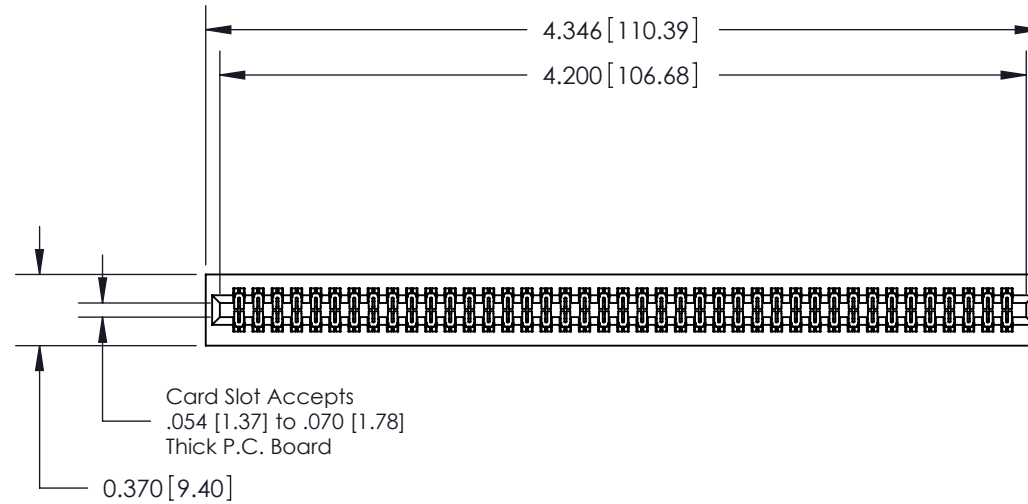 4.346 [110.39]
4.200 [106.68]
Card Slot Accepts
.054 [1.37] to .070 [1.78]
Thick P.C. Board
0.370 [9.40]